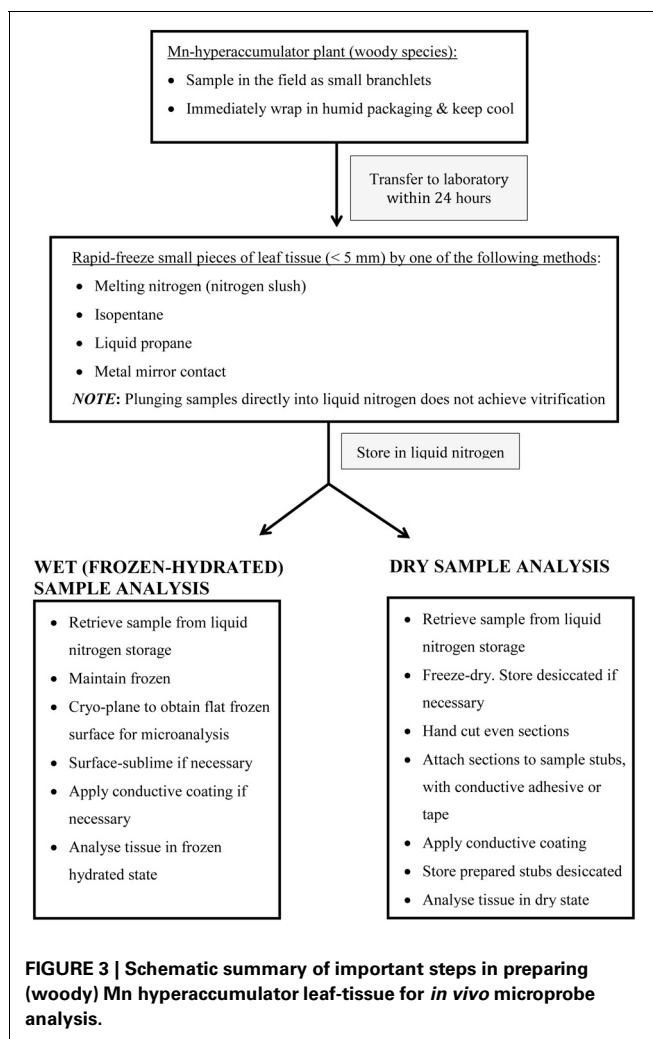 Mn-hyperaccumulator plant (woody species):
• Sample in the field as small branchlets
• Immediately wrap in humid packaging & keep cool
Transfer to laboratory
within 24 hours
Rapid-freeze small pieces of leaf tissue (< 5 mm) by one of the following methods:
• Melting nitrogen (nitrogen slush)
• Isopentane
• Liquid propane
• Metal mirror contact
NOTE: Plunging samples directly into liquid nitrogen does not achieve vitrification
Store in liquid nitrogen
WET (FROZEN-HYDRATED)
SAMPLE ANALYSIS
• Retrieve sample from liquid
nitrogen storage
• Maintain frozen
• Cryo-plane to obtain flat frozen
surface for microanalysis
• Surface-sublime if necessary
• Apply conductive coating if
necessary
• Analyse tissue in frozen
hydrated state
DRY SAMPLE ANALYSIS
• Retrieve sample from liquid
nitrogen storage
• Freeze-dry. Store desiccated if
necessary
• Hand cut even sections
• Attach sections to sample stubs,
with conductive adhesive or
tape
• Apply conductive coating
• Store prepared stubs desiccated
• Analyse tissue in dry state
FIGURE 3 | Schematic summary of important steps in preparing
(woody) Mn hyperaccumulator leaf-tissue for in vivo microprobe
analysis.